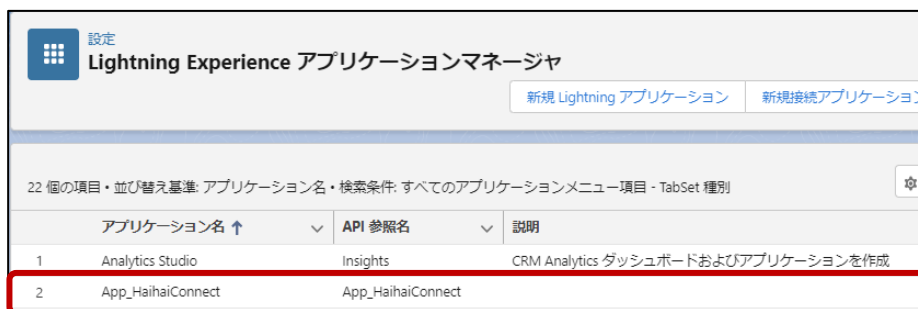 設定
Lightning Experience アプリケーションマネージャ
新規 Lightning アプリケーション 新規接続アプリケーション
22 個の項目・並び替え基準: アプリケーション名・検索条件: すべてのアプリケーションメニュー項目 - TabSet 種別
アプリケーション名 ↑ API 参照名 説明
1 Analytics Studio Insights CRM Analytics ダッシュボードおよびアプリケーションを作成
2 App_HaihaiConnect App_HaihaiConnect